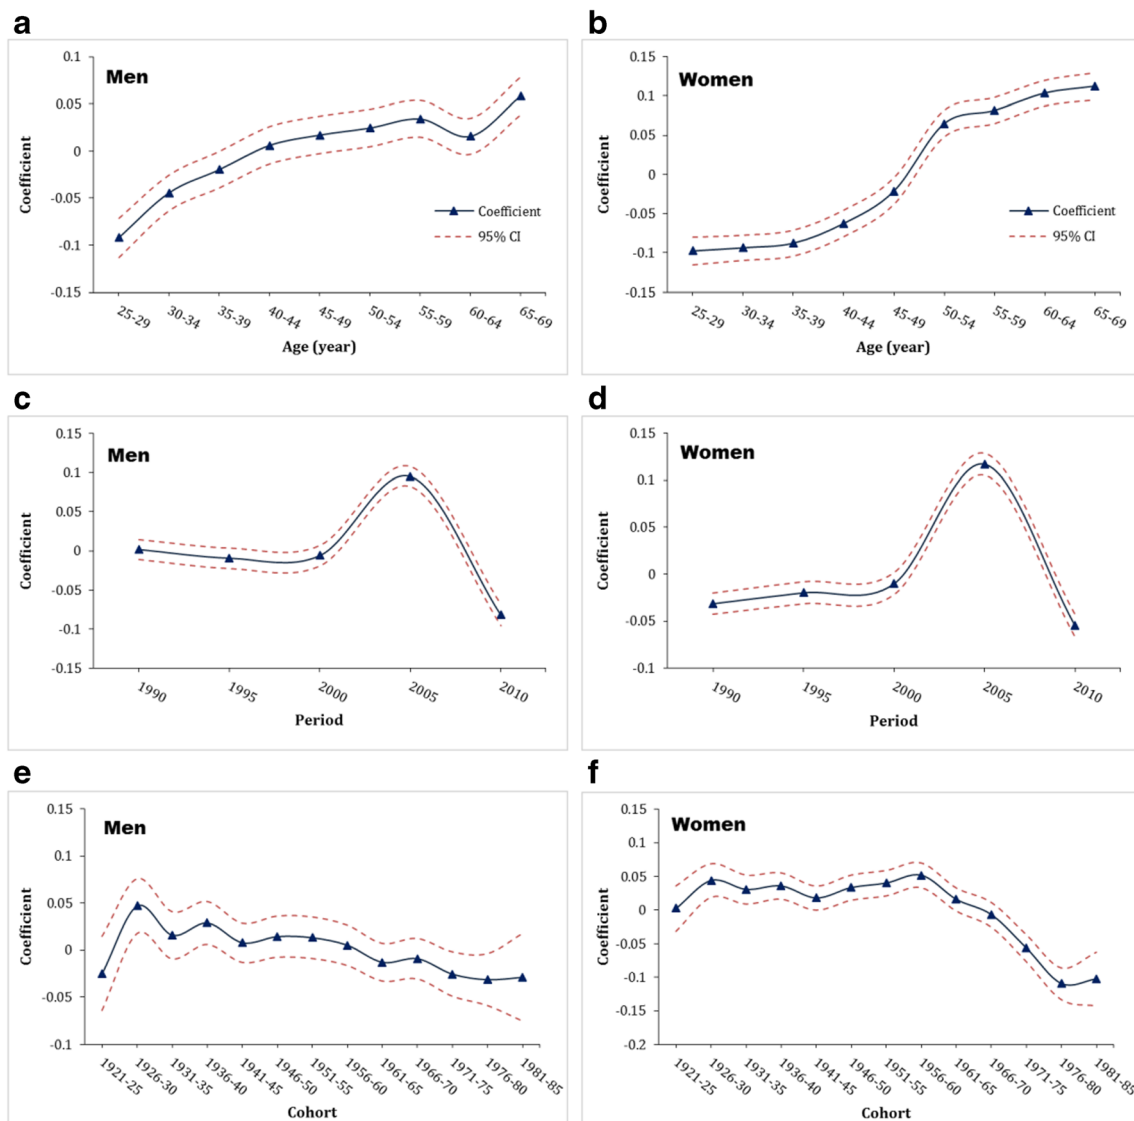 a
Men
Coefficient
0.1
0.05
0
-0.05
-0.1
-0.15
Coefficient
95% CI
25-29 30-34 35-39 40-44 45-49 50-54 55-59 60-64 65-69
Age (year)
b
Women
Coefficient
0.15
0.1
0.05
0
-0.05
-0.1
-0.15
Coefficient
95% CI
25-29 30-34 35-39 40-44 45-49 50-54 55-59 60-64 65-69
Age (year)
c
Men
Coefficient
0.15
0.1
0.05
0
-0.05
-0.1
-0.15
1990 1995 2000 2005 2010
Period
d
Women
Coefficient
0.15
0.1
0.05
0
-0.05
-0.1
1990 1995 2000 2005 2010
Period
e
Men
Coefficient
0.15
0.1
0.05
0
-0.05
-0.1
1921-25 1926-30 1931-35 1936-40 1941-45 1946-50 1951-55 1956-60 1961-65 1966-70 1971-75 1976-80 1981-85
Cohort
f
Women
Coefficient
0.15
0.1
0.05
0
-0.05
-0.1
-0.15
-0.2
1921-25 1926-30 1931-35 1936-40 1941-45 1946-50 1951-55 1956-60 1961-65 1966-70 1971-75 1976-80 1981-85
Cohort